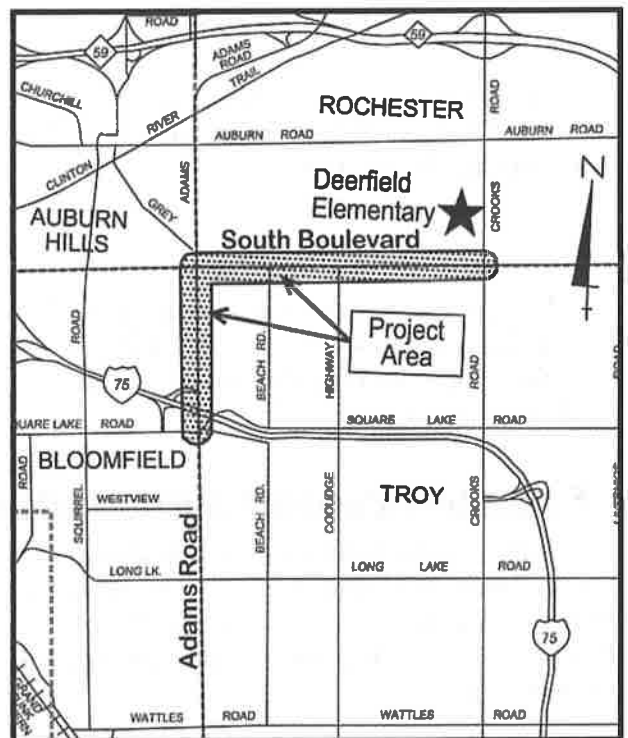 ROAD
59
59
ADAMS
ROAD
TRAIL
CHURCHILL
ROCHESTER
ROAD
RIVER
AUBURN ROAD
AUBURN ROAD
CLINTON
ADAMS
N
Deerfield
Elementary
CROOKS
GREY
AUBURN
HILLS
South Boulevard
Project
Area
ROAD
BEACH RD.
HIGHWAY
ROAD
75
UARE LAKE ROAD
SQUARE LAKE ROAD
BLOOMFIELD
ROAD
SQUIRREL
WESTVIEW
BEACH RD.
COOLIDGE
TROY
CROOKS
LONG LK.
LONG LAKE ROAD
Adams Road
75
WATTLES ROAD
WATTLES ROAD